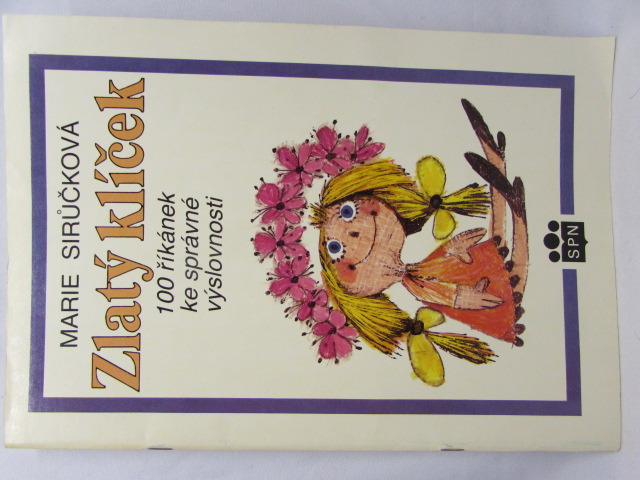 MARIE SIRŮČKOVÁ
Zlatý klíček
100 říkánek
ke správné
výslovnosti
SPN